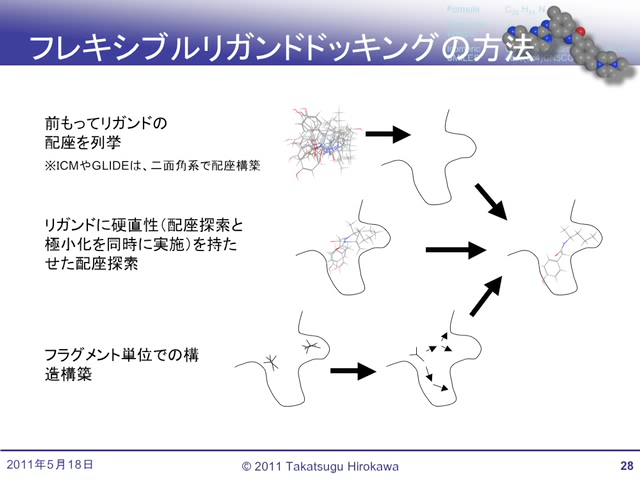 Formula
フレキシブルリガンドドッキングの方法
前もってリガンドの
配座を列挙
※ICMやGLIDEは、二面角系で配座構築
リガンドに硬直性（配座探索と
極小化を同時に実施）を持た
せた配座探索
フラグメント単位での構
造構築
2011年5月18日
© 2011 Takatsugu Hirokawa
28